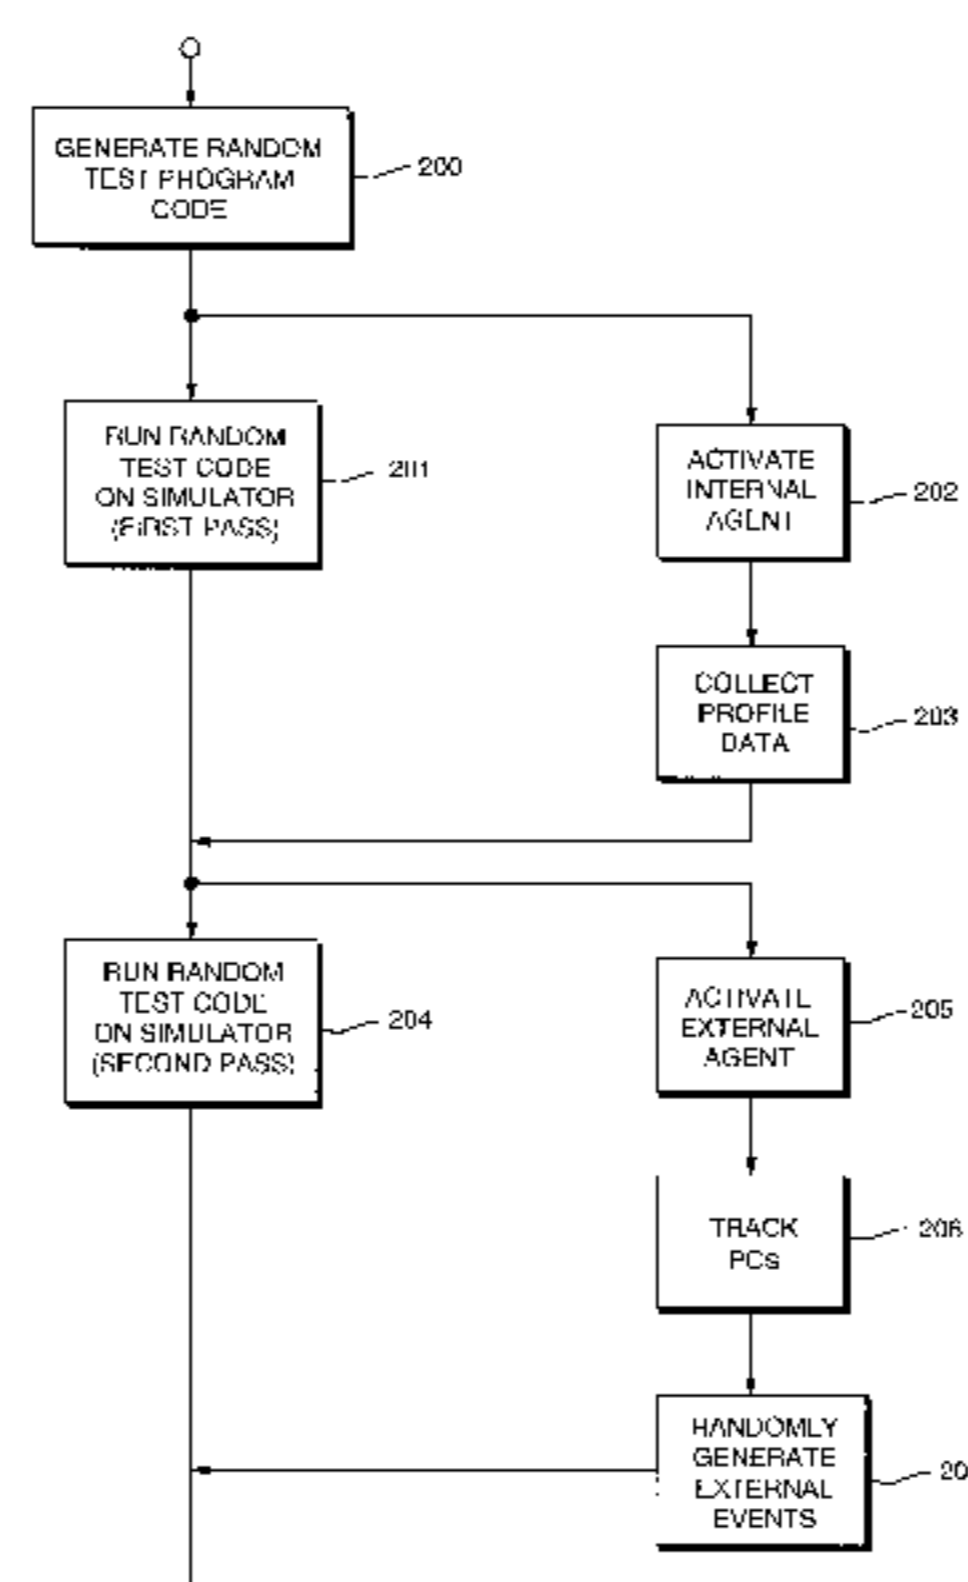 GENERATE RANDOM
TEST PROGRAM
CODE
200
RUN RANDOM
TEST CODE
ON SIMULATOR
(FIRST PASS)
201
ACTIVATE
INTERNAL
AGENT
202
COLLECT
PROFILE
DATA
203
RUN RANDOM
TEST CODE
ON SIMULATOR
(SECOND PASS)
204
ACTIVATE
EXTERNAL
AGENT
205
TRACK
PCs
206
RANDOMLY
GENERATE
EXTERNAL
EVENTS
20